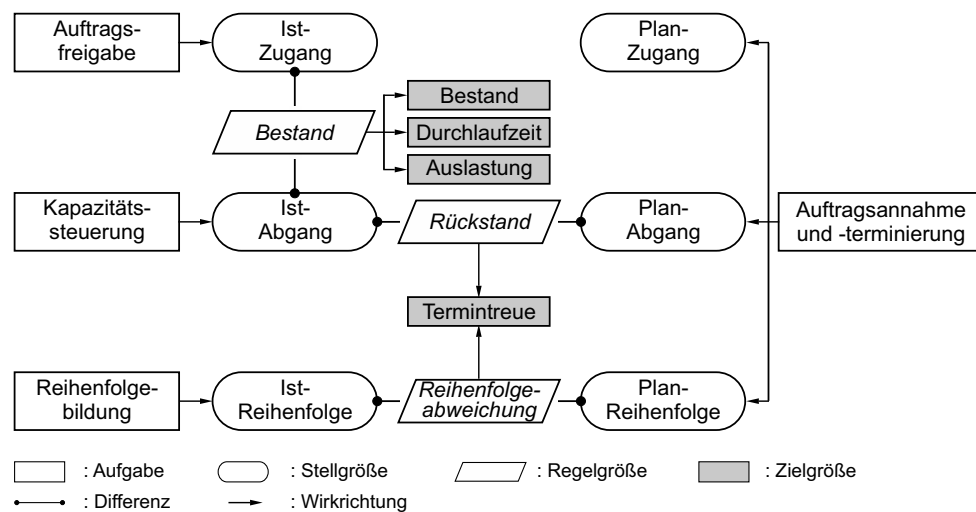 Auftrags-
freigabe
Ist-
Zugang
Plan-
Zugang
Bestand
Bestand
Durchlaufzeit
Auslastung
Kapazitäts-
steuerung
Ist-
Abgang
Rückstand
Plan-
Abgang
Auftragsannahme
und -terminierung
Termintreue
Reihenfolge-
bildung
Ist-
Reihenfolge
Reihenfolge-
abweichung
Plan-
Reihenfolge
: Aufgabe
: Stellgröße
: Regelgröße
: Zielgröße
: Differenz
: Wirkrichtung